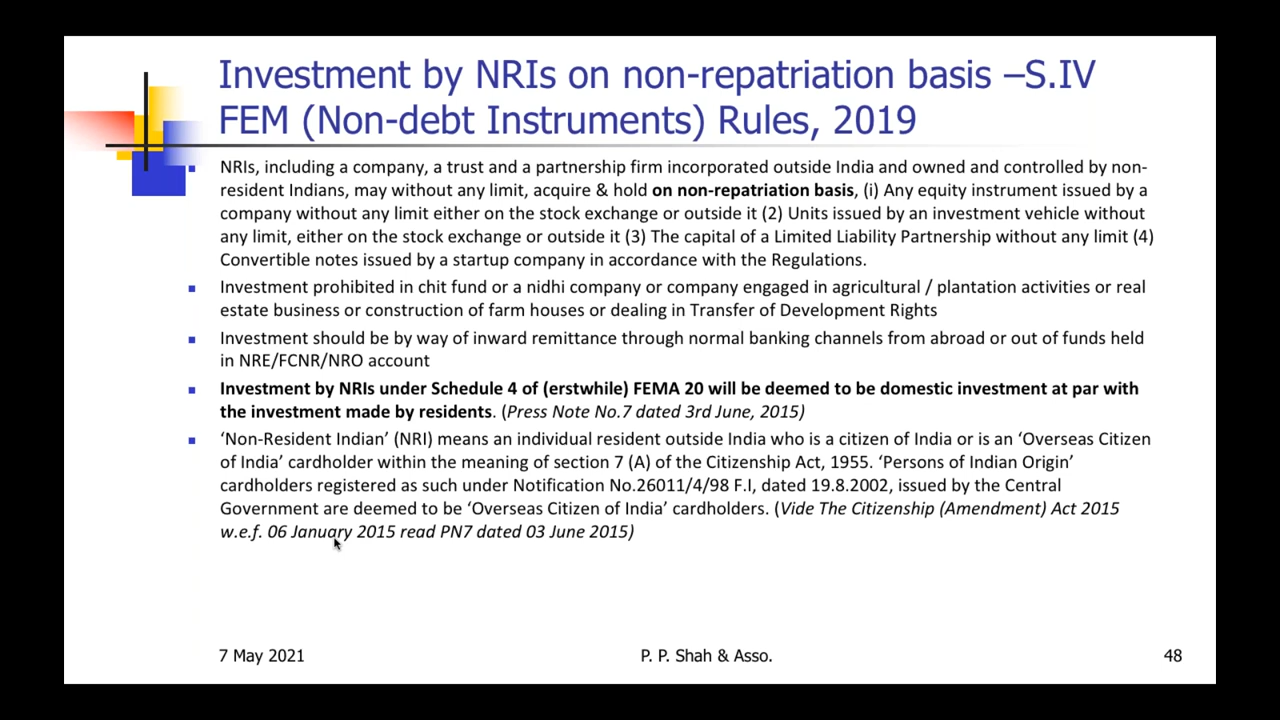 Investment by NRIs on non-repatriation basis –S.IV
FEM (Non-debt Instruments) Rules, 2019
NRIs, including a company, a trust and a partnership firm incorporated outside India and owned and controlled by non-
resident Indians, may without any limit, acquire & hold on non-repatriation basis, (i) Any equity instrument issued by a
company without any limit either on the stock exchange or outside it (2) Units issued by an investment vehicle without
any limit, either on the stock exchange or outside it (3) The capital of a Limited Liability Partnership without any limit (4)
Convertible notes issued by a startup company in accordance with the Regulations.
Investment prohibited in chit fund or a nidhi company or company engaged in agricultural / plantation activities or real
estate business or construction of farm houses or dealing in Transfer of Development Rights
Investment should be by way of inward remittance through normal banking channels from abroad or out of funds held
in NRE/FCNR/NRO account
Investment by NRIs under Schedule 4 of (erstwhile) FEMA 20 will be deemed to be domestic investment at par with
the investment made by residents. (Press Note No.7 dated 3rd June, 2015)
‘Non-Resident Indian’ (NRI) means an individual resident outside India who is a citizen of India or is an ‘Overseas Citizen
of India’ cardholder within the meaning of section 7 (A) of the Citizenship Act, 1955. ‘Persons of Indian Origin’
cardholders registered as such under Notification No.26011/4/98 F.I, dated 19.8.2002, issued by the Central
Government are deemed to be ‘Overseas Citizen of India’ cardholders. (Vide The Citizenship (Amendment) Act 2015
w.e.f. 06 January 2015 read PN7 dated 03 June 2015)
7 May 2021
P. P. Shah & Asso.
48